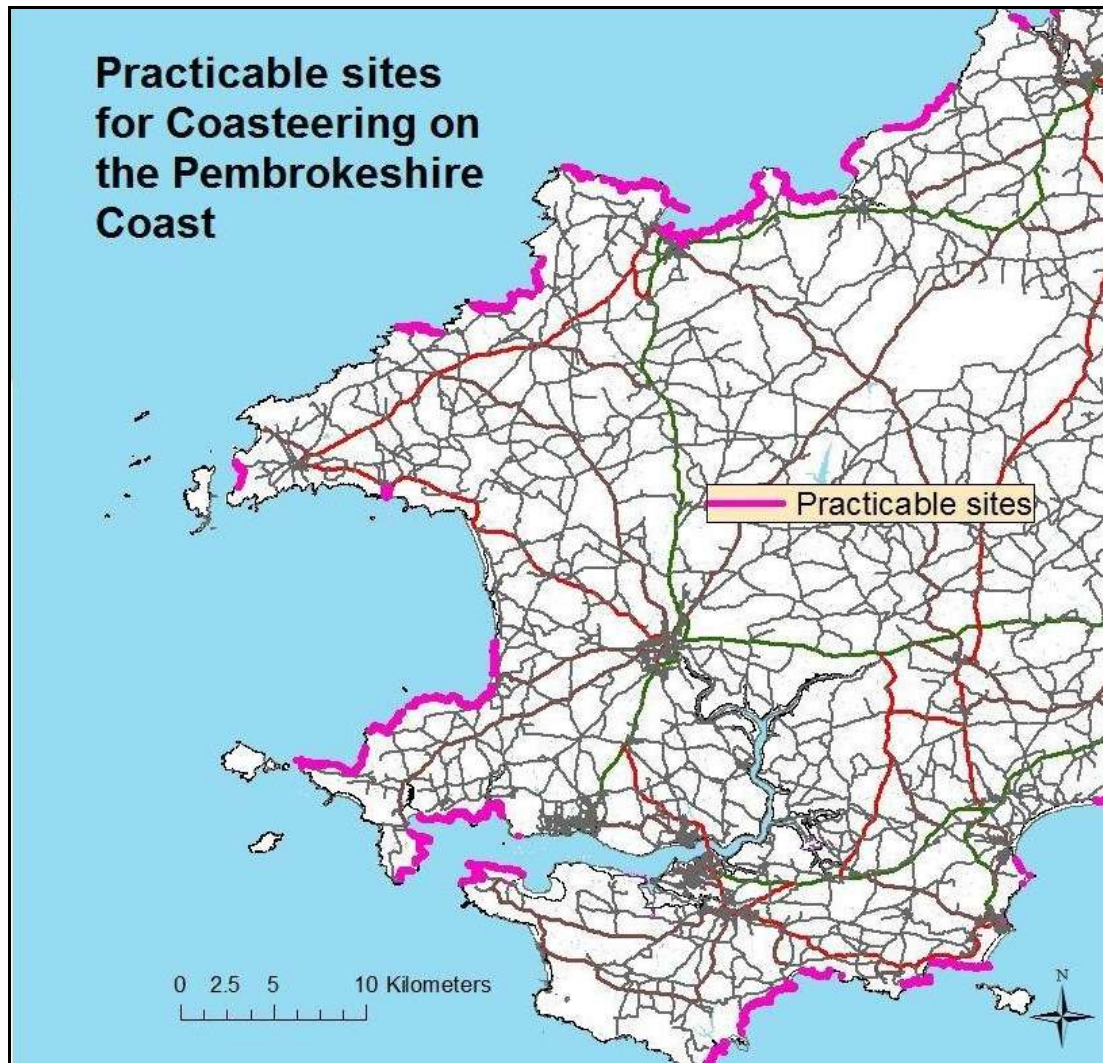 Practicable sites
for Coasteering on
the Pembrokeshire
Coast
Practicable sites
0 2.5 5 10 Kilometers
N